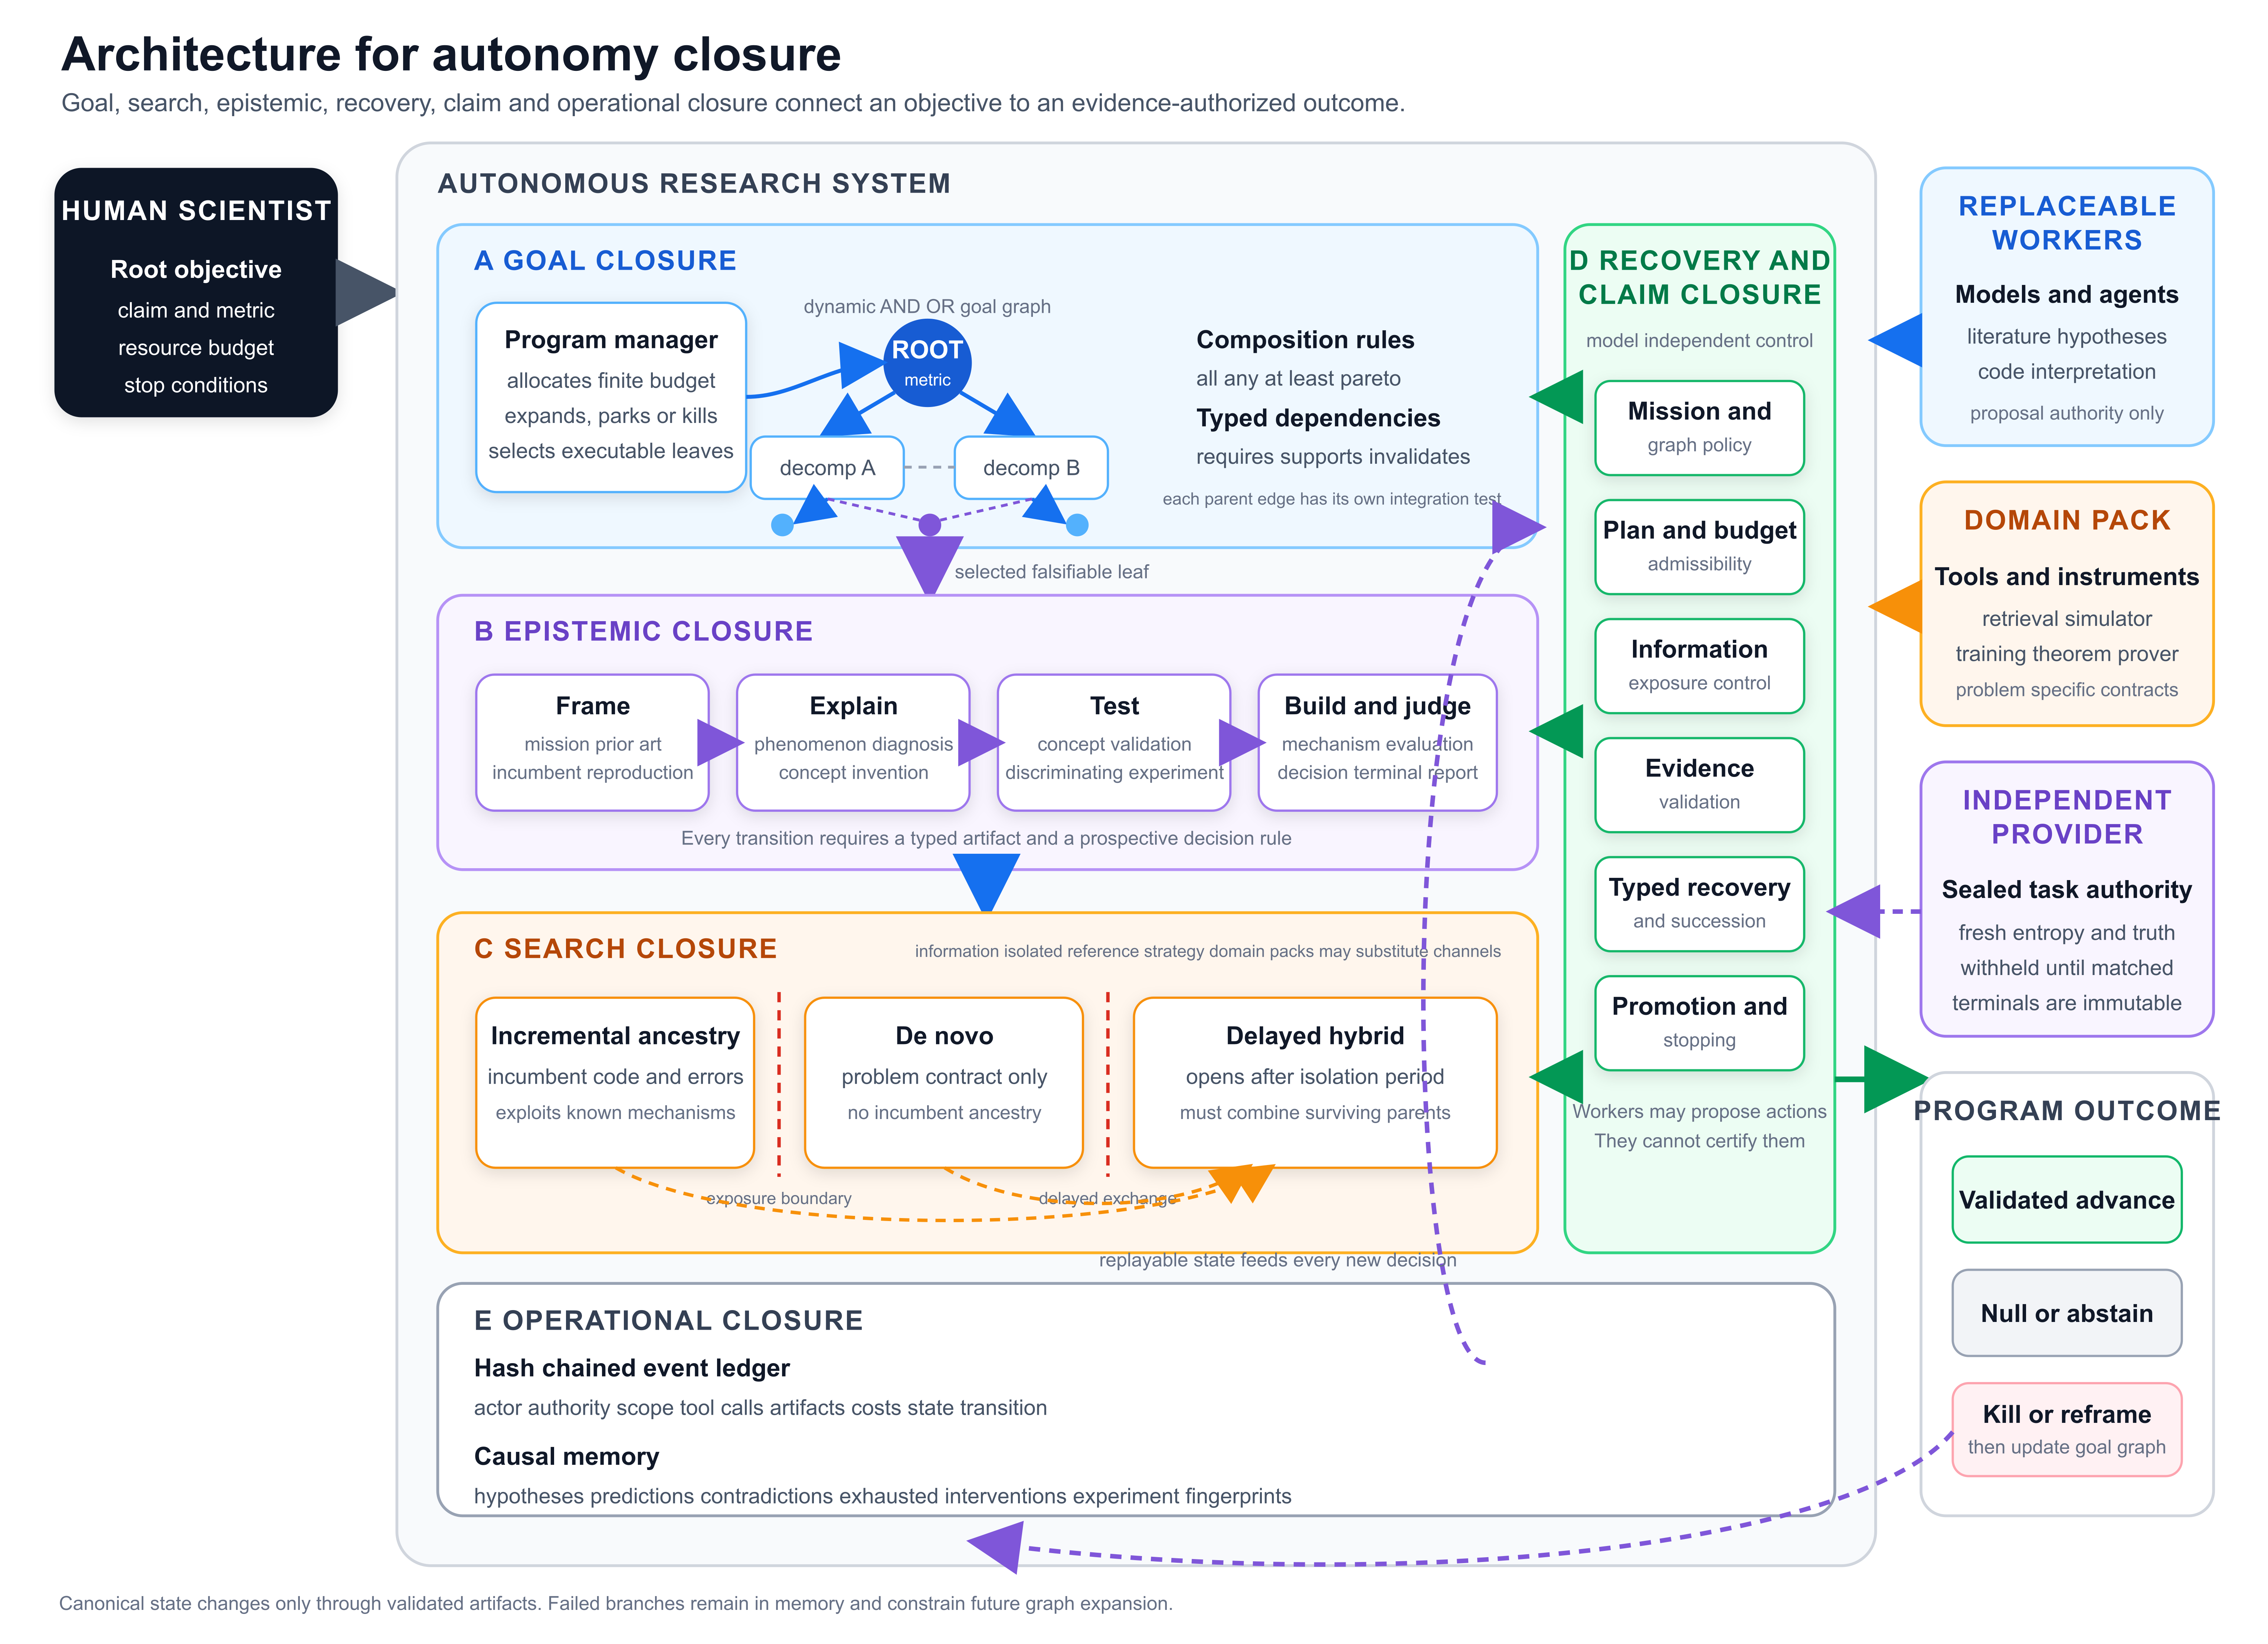 Architecture for autonomy closure
Goal, search, epistemic, recovery, claim and operational closure connect an objective to an evidence-authorized outcome.
HUMAN SCIENTIST
Root objective
claim and metric
resource budget
stop conditions
AUTONOMOUS RESEARCH SYSTEM
A GOAL CLOSURE
Program manager
allocates finite budget
expands, parks or kills
selects executable leaves
dynamic AND OR goal graph
ROOT
metric
decomp A
decomp B
Composition rules
all any at least pareto
Typed dependencies
requires supports invalidates
each parent edge has its own integration test
selected falsifiable leaf
B EPISTEMIC CLOSURE
Frame
mission prior art
incumbent reproduction
Explain
phenomenon diagnosis
concept invention
Test
concept validation
discriminating experiment
Build and judge
mechanism evaluation
decision terminal report
Every transition requires a typed artifact and a prospective decision rule
C SEARCH CLOSURE
information isolated reference strategy domain packs may substitute channels
Incremental ancestry
incumbent code and errors
exploits known mechanisms
De novo
problem contract only
no incumbent ancestry
Delayed hybrid
opens after isolation period
must combine surviving parents
exposure boundary
delayed exchange
replayable state feeds every new decision
D RECOVERY AND
CLAIM CLOSURE
model independent control
Mission and
graph policy
Plan and budget
admissibility
Information
exposure control
Evidence
validation
Typed recovery
and succession
Promotion and
stopping
Workers may propose actions
They cannot certify them
E OPERATIONAL CLOSURE
Hash chained event ledger
actor authority scope tool calls artifacts costs state transition
Causal memory
hypotheses predictions contradictions exhausted interventions experiment fingerprints
REPLACEABLE
WORKERS
Models and agents
literature hypotheses
code interpretation
proposal authority only
DOMAIN PACK
Tools and instruments
retrieval simulator
training theorem prover
problem specific contracts
INDEPENDENT
PROVIDER
Sealed task authority
fresh entropy and truth
withheld until matched
terminals are immutable
PROGRAM OUTCOME
Validated advance
Null or abstain
Kill or reframe
then update goal graph
Canonical state changes only through validated artifacts. Failed branches remain in memory and constrain future graph expansion.